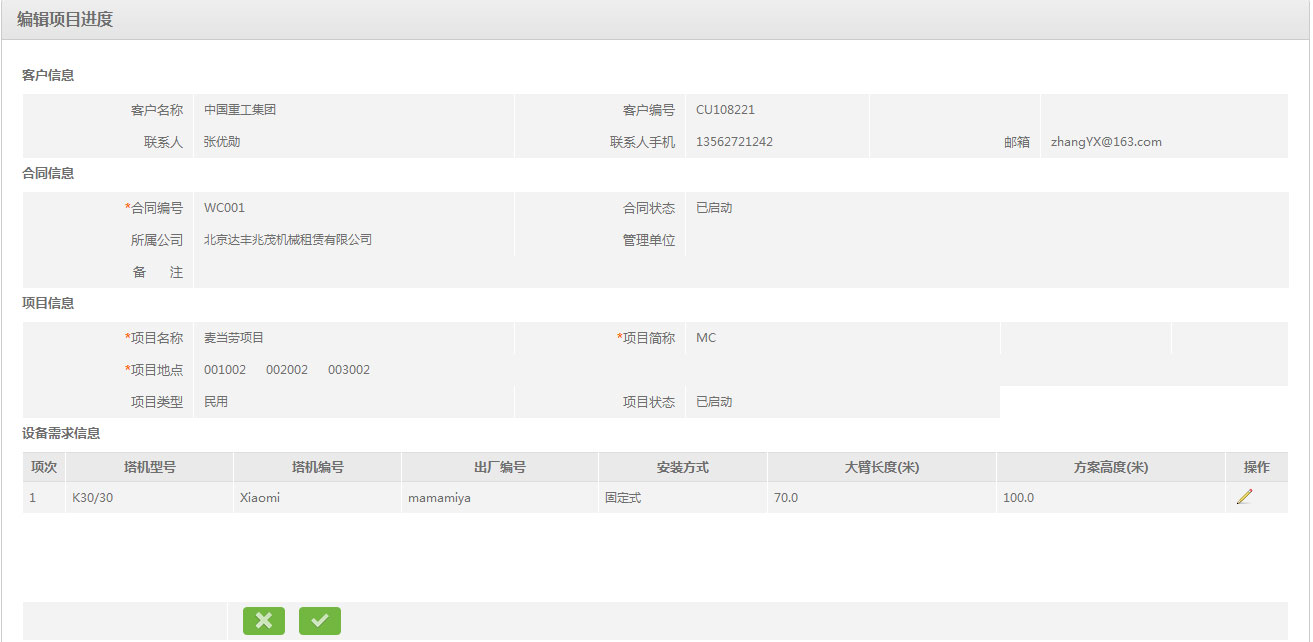 编辑项目进度
客户信息
客户名称 中国重工集团 客户编号 CU108221
联系人 张优勋 联系人手机 13562721242 邮箱 zhangYX@163.com
合同信息
*合同编号 WC001 合同状态 已启动
所属公司 北京达丰兆茂机械租赁有限公司 管理单位
备 注
项目信息
*项目名称 麦当劳项目 *项目简称 MC
*项目地点 001002 002002 003002
项目类型 民用 项目状态 已启动
设备需求信息
项次 塔机型号 塔机编号 出厂编号 安装方式 大臂长度(米) 方案高度(米) 操作
1 K30/30 Xiaomi mamamiya 固定式 70.0 100.0